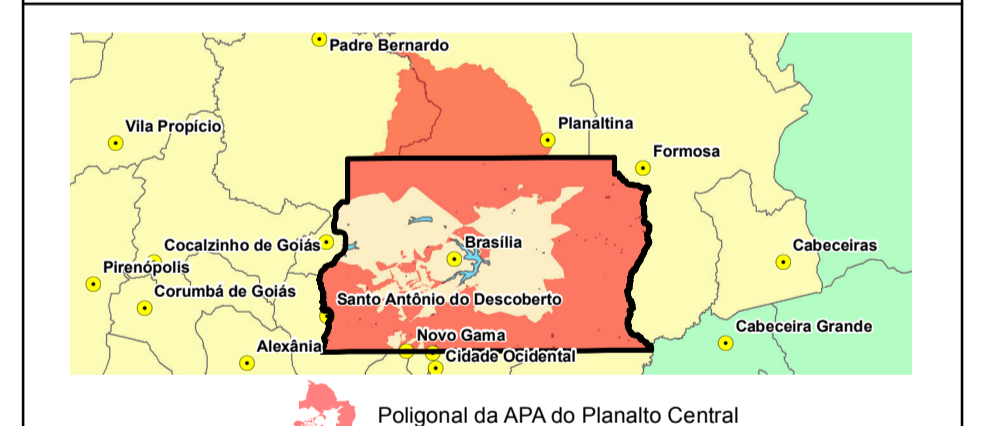 Padre Bernardo
Vila Propício
Planaltina
Formosa
Cocalzinho de Goiás
Brasília
Cabeceiras
Pirenópolis
Corumbá de Goiás
Santo Antônio do Descoberto
Cabeceira Grande
Novo Gama
Alexânia
Cidade Ocidental
Poligonal da APA do Planalto Central